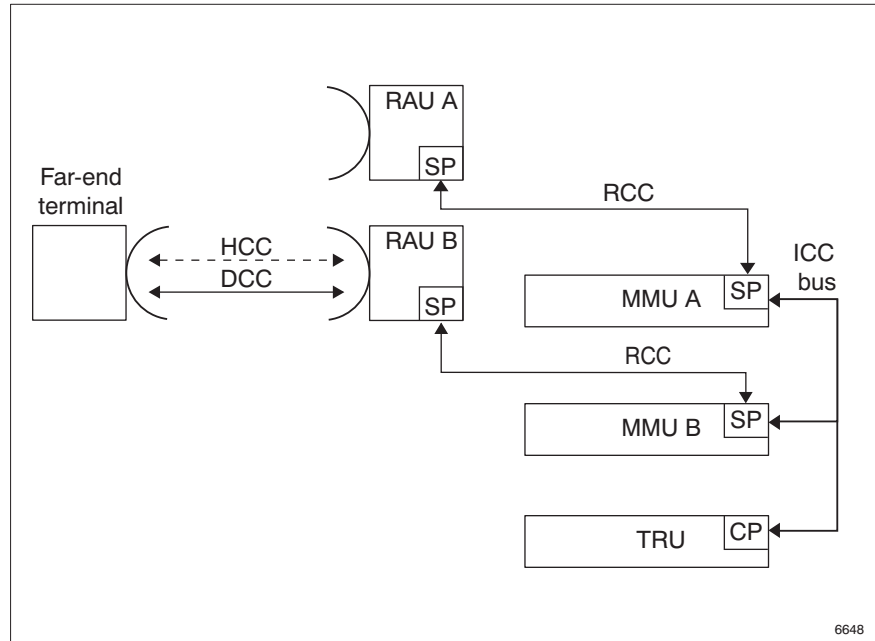 RAU A
SP
Far-end
terminal
RCC
HCC
DCC
RAU B
SP
ICC
bus
MMU A
SP
RCC
MMU B
SP
TRU
CP
6648